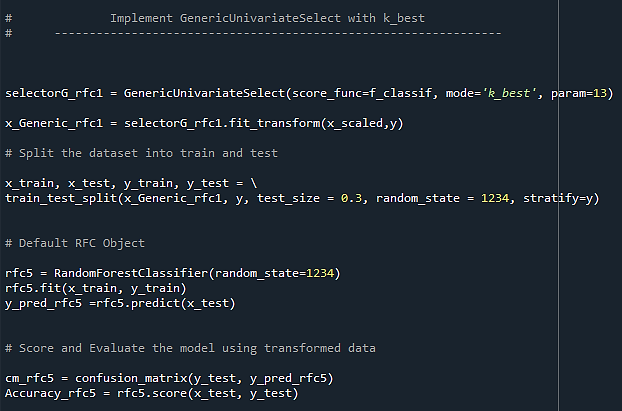 #             Implement GenericUnivariateSelect with k_best
#      ----------------------------------------------------------------
selectorG_rfc1 = GenericUnivariateSelect(score_func=f_classif, mode='k_best', param=13)
x_Generic_rfc1 = selectorG_rfc1.fit_transform(x_scaled,y)
# Split the dataset into train and test
x_train, x_test, y_train, y_test = \
train_test_split(x_Generic_rfc1, y, test_size = 0.3, random_state = 1234, stratify=y)
# Default RFC Object
rfc5 = RandomForestClassifier(random_state=1234)
rfc5.fit(x_train, y_train)
y_pred_rfc5 =rfc5.predict(x_test)
# Score and Evaluate the model using transformed data
cm_rfc5 = confusion_matrix(y_test, y_pred_rfc5)
Accuracy_rfc5 = rfc5.score(x_test, y_test)